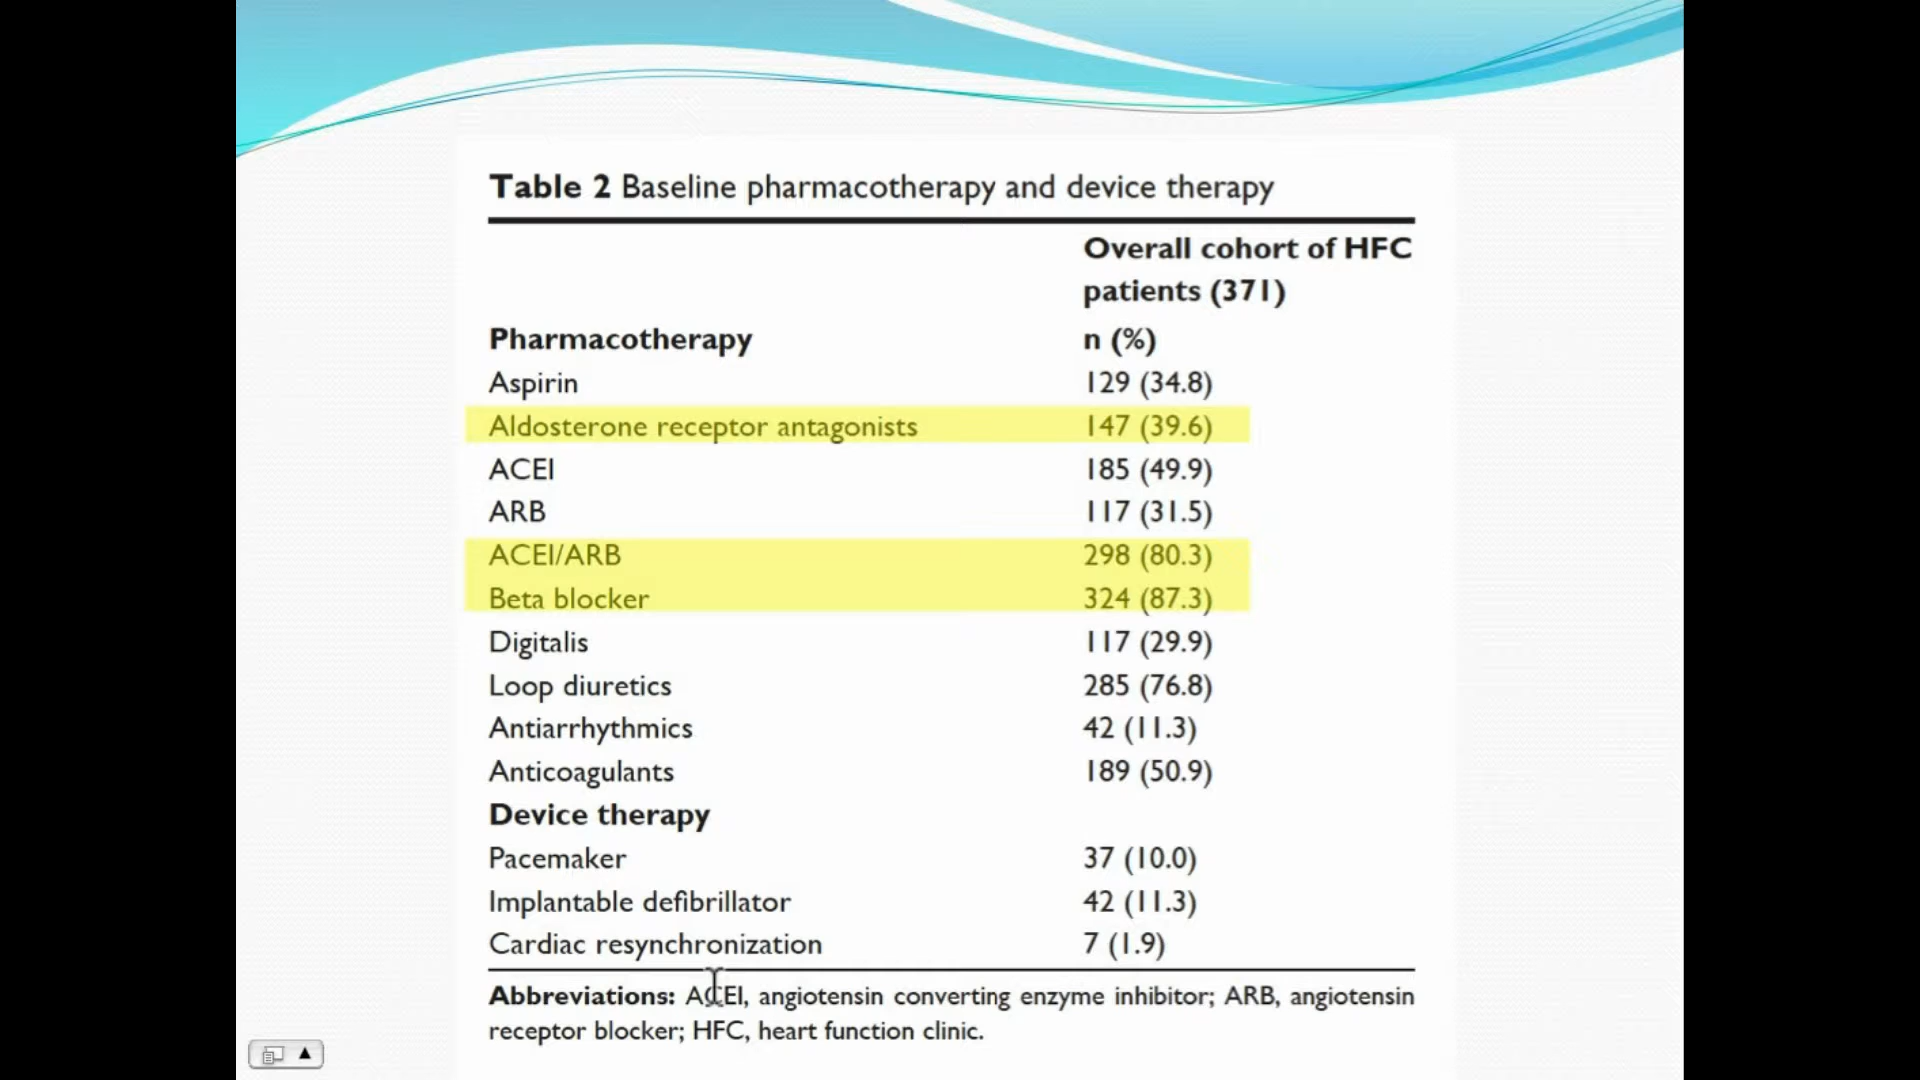 Table 2 Baseline pharmacotherapy and device therapy
Overall cohort of HFC
patients (371)
Pharmacotherapy n (%)
Aspirin 129 (34.8)
Aldosterone receptor antagonists 147 (39.6)
ACEI 185 (49.9)
ARB 117 (31.5)
ACEI/ARB 298 (80.3)
Beta blocker 324 (87.3)
Digitalis 117 (29.9)
Loop diuretics 285 (76.8)
Antiarrhythmics 42 (11.3)
Anticoagulants 189 (50.9)
Device therapy
Pacemaker 37 (10.0)
Implantable defibrillator 42 (11.3)
Cardiac resynchronization 7 (1.9)
Abbreviations: ACEI, angiotensin converting enzyme inhibitor; ARB, angiotensin
receptor blocker; HFC, heart function clinic.